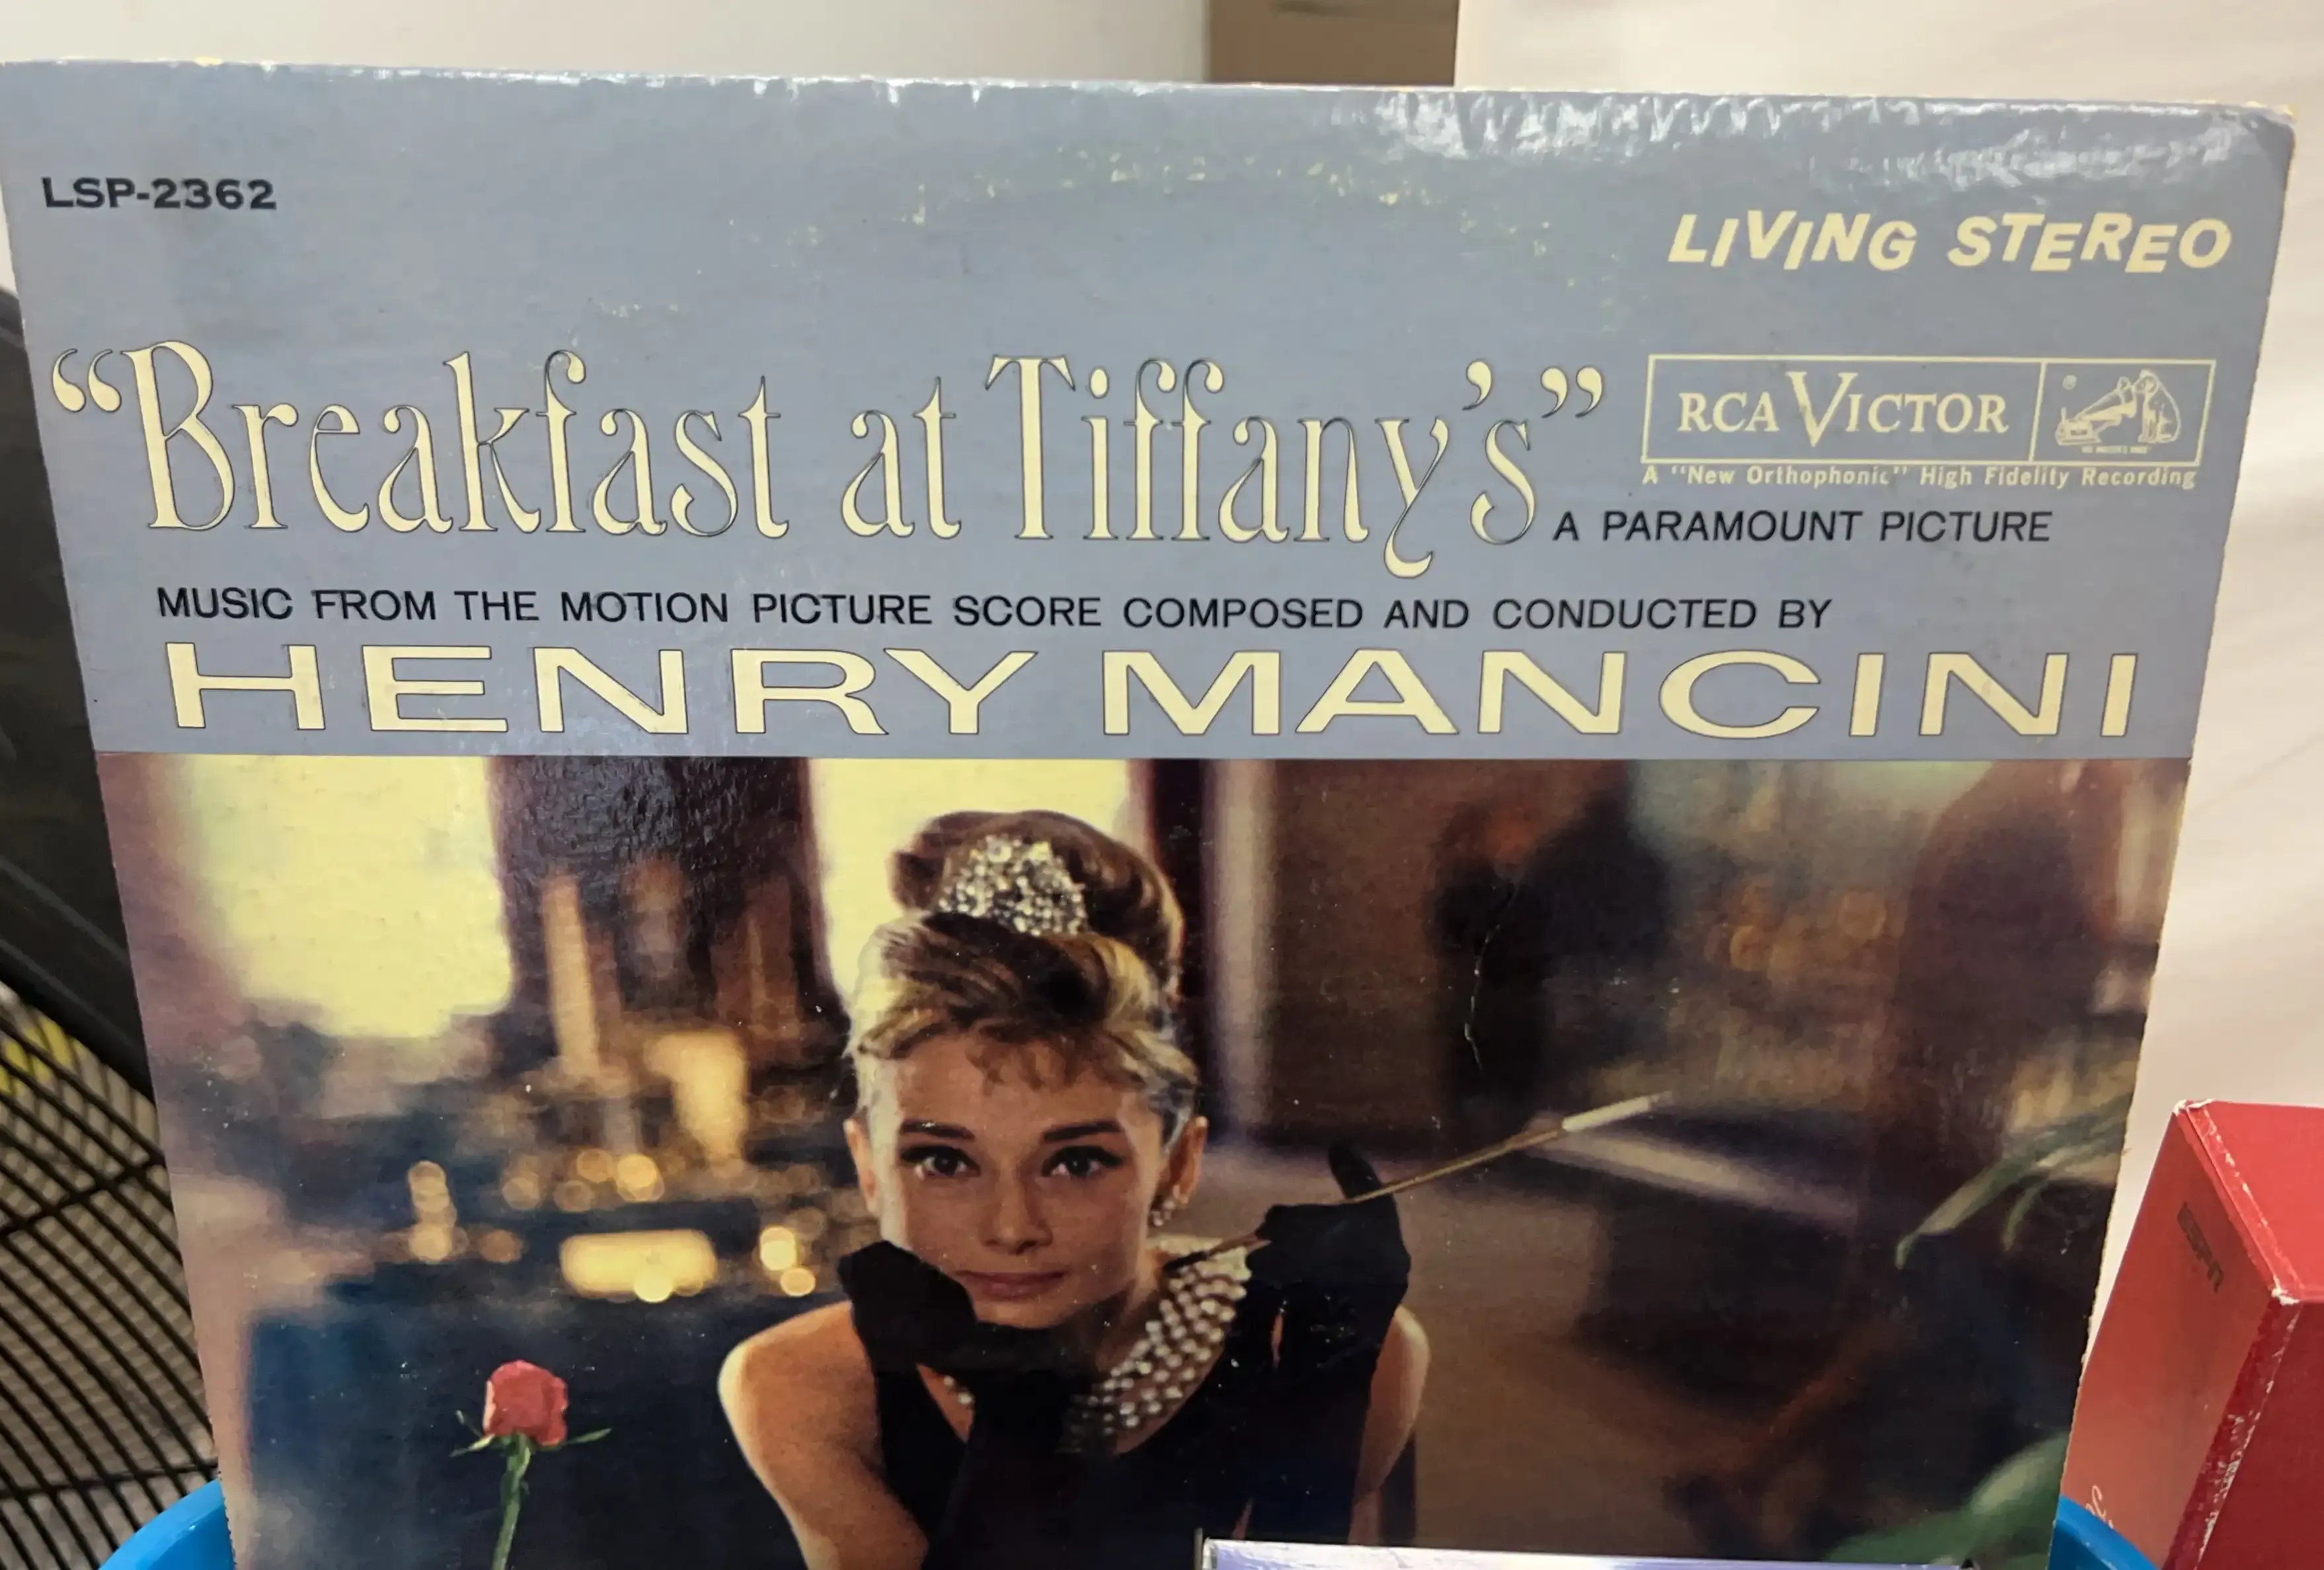 LSP-2362
LIVING STEREO
“Breakfast at Tiffany’s”
RCA VICTOR
A "New Orthophonic" High Fidelity Recording
A PARAMOUNT PICTURE
MUSIC FROM THE MOTION PICTURE SCORE COMPOSED AND CONDUCTED BY
HENRY MANCINI